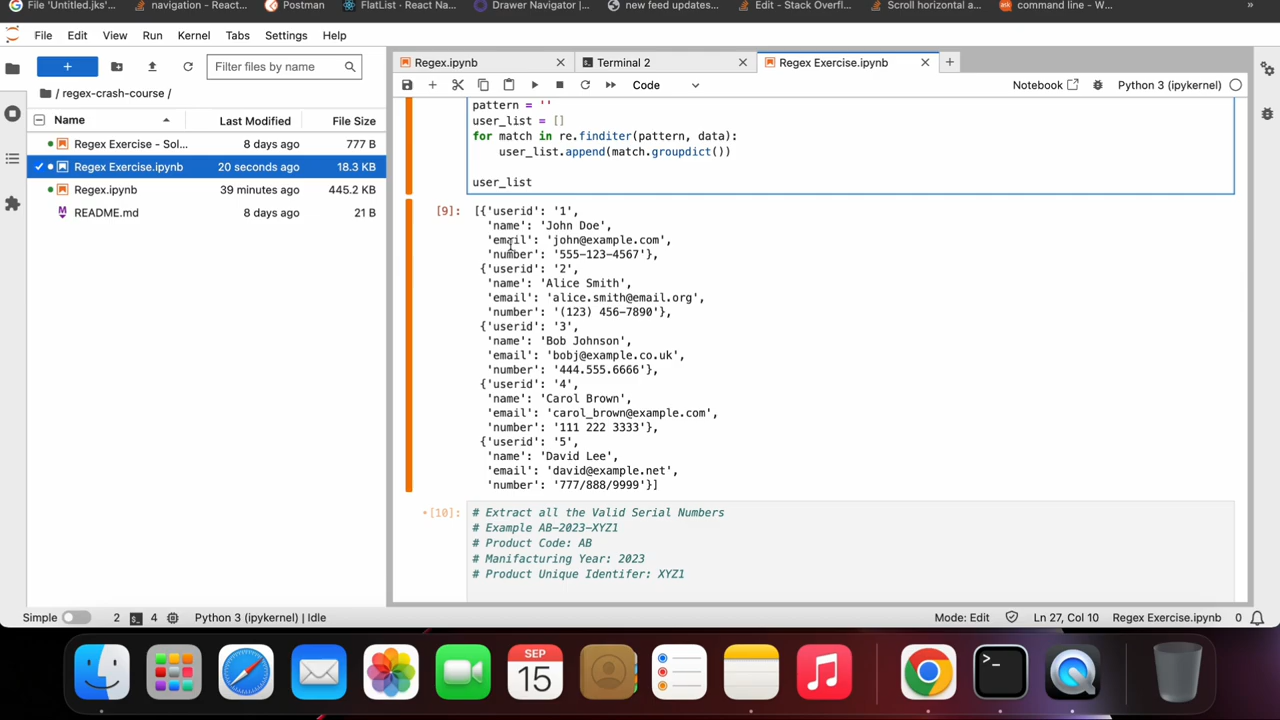 File 'Untitled.jks'...
navigation - React...
Postman
FlatList · React Na...
Drawer Navigator |...
new feed updates...
Edit - Stack Overfl...
Scroll horizontal a...
ask
command line - W...
»
File Edit View Run Kernel Tabs Settings Help
+
Filter files by name
/ regex-crash-course /
Name Last Modified File Size
Regex Exercise - Sol... 8 days ago 777 B
Regex Exercise.ipynb 20 seconds ago 18.3 KB
Regex.ipynb 39 minutes ago 445.2 KB
README.md 8 days ago 21 B
Regex.ipynb
Terminal 2
Regex Exercise.ipynb
+
Code
Notebook
Python 3 (ipykernel)
pattern = ''
user_list = []
for match in re.finditer(pattern, data):
    user_list.append(match.groupdict())
user_list
[9]: [{'userid': '1',
'name': 'John Doe',
'email': 'john@example.com',
'number': '555-123-4567'},
{'userid': '2',
'name': 'Alice Smith',
'email': 'alice.smith@email.org',
'number': '(123) 456-7890'},
{'userid': '3',
'name': 'Bob Johnson',
'email': 'bobj@example.co.uk',
'number': '444.555.6666'},
{'userid': '4',
'name': 'Carol Brown',
'email': 'carol_brown@example.com',
'number': '111 222 3333'},
{'userid': '5',
'name': 'David Lee',
'email': 'david@example.net',
'number': '777/888/9999'}]
•[10]: # Extract all the Valid Serial Numbers
# Example AB-2023-XYZ1
# Product Code: AB
# Manifacturing Year: 2023
# Product Unique Identifer: XYZ1
Simple 2 4 Python 3 (ipykernel) | Idle
Mode: Edit Ln 27, Col 10 Regex Exercise.ipynb 0
SEP
15
>_